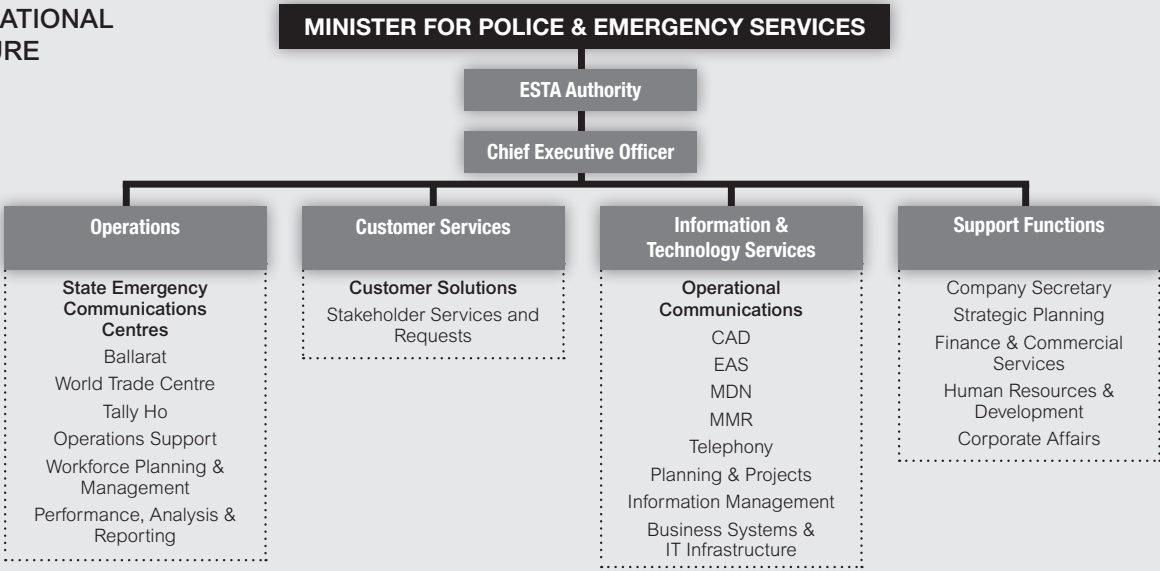 ATIONAL
URE
MINISTER FOR POLICE & EMERGENCY SERVICES
ESTA Authority
Chief Executive Officer
Operations
State Emergency
Communications
Centres
Ballarat
World Trade Centre
Tally Ho
Operations Support
Workforce Planning &
Management
Performance, Analysis &
Reporting
Customer Services
Customer Solutions
Stakeholder Services and
Requests
Information &
Technology Services
Operational
Communications
CAD
EAS
MDN
MMR
Telephony
Planning & Projects
Information Management
Business Systems &
IT Infrastructure
Support Functions
Company Secretary
Strategic Planning
Finance & Commercial
Services
Human Resources &
Development
Corporate Affairs